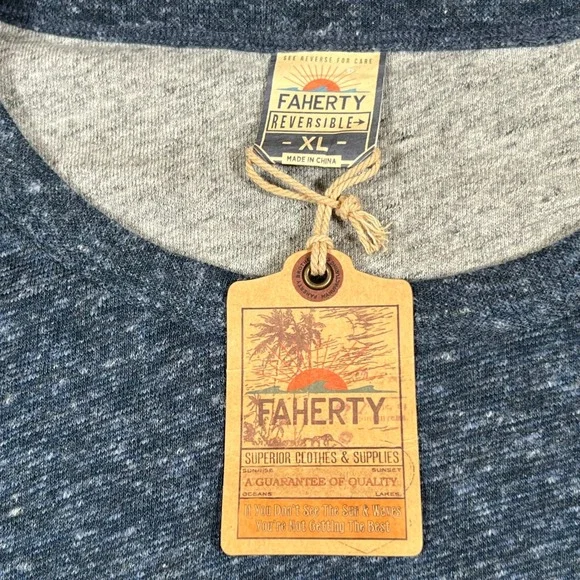 SEE REVERSE FOR CARE
FAHERTY
REVERSIBLE→
- XL -
MADE IN CHINA
FAHERTY
SUPERIOR CLOTHES & SUPPLIES
SUNRISE SUNSET
A GUARANTEE OF QUALITY
OCEANS LAKES
If You Don't See The Sun & Waves
You're Not Getting The Best